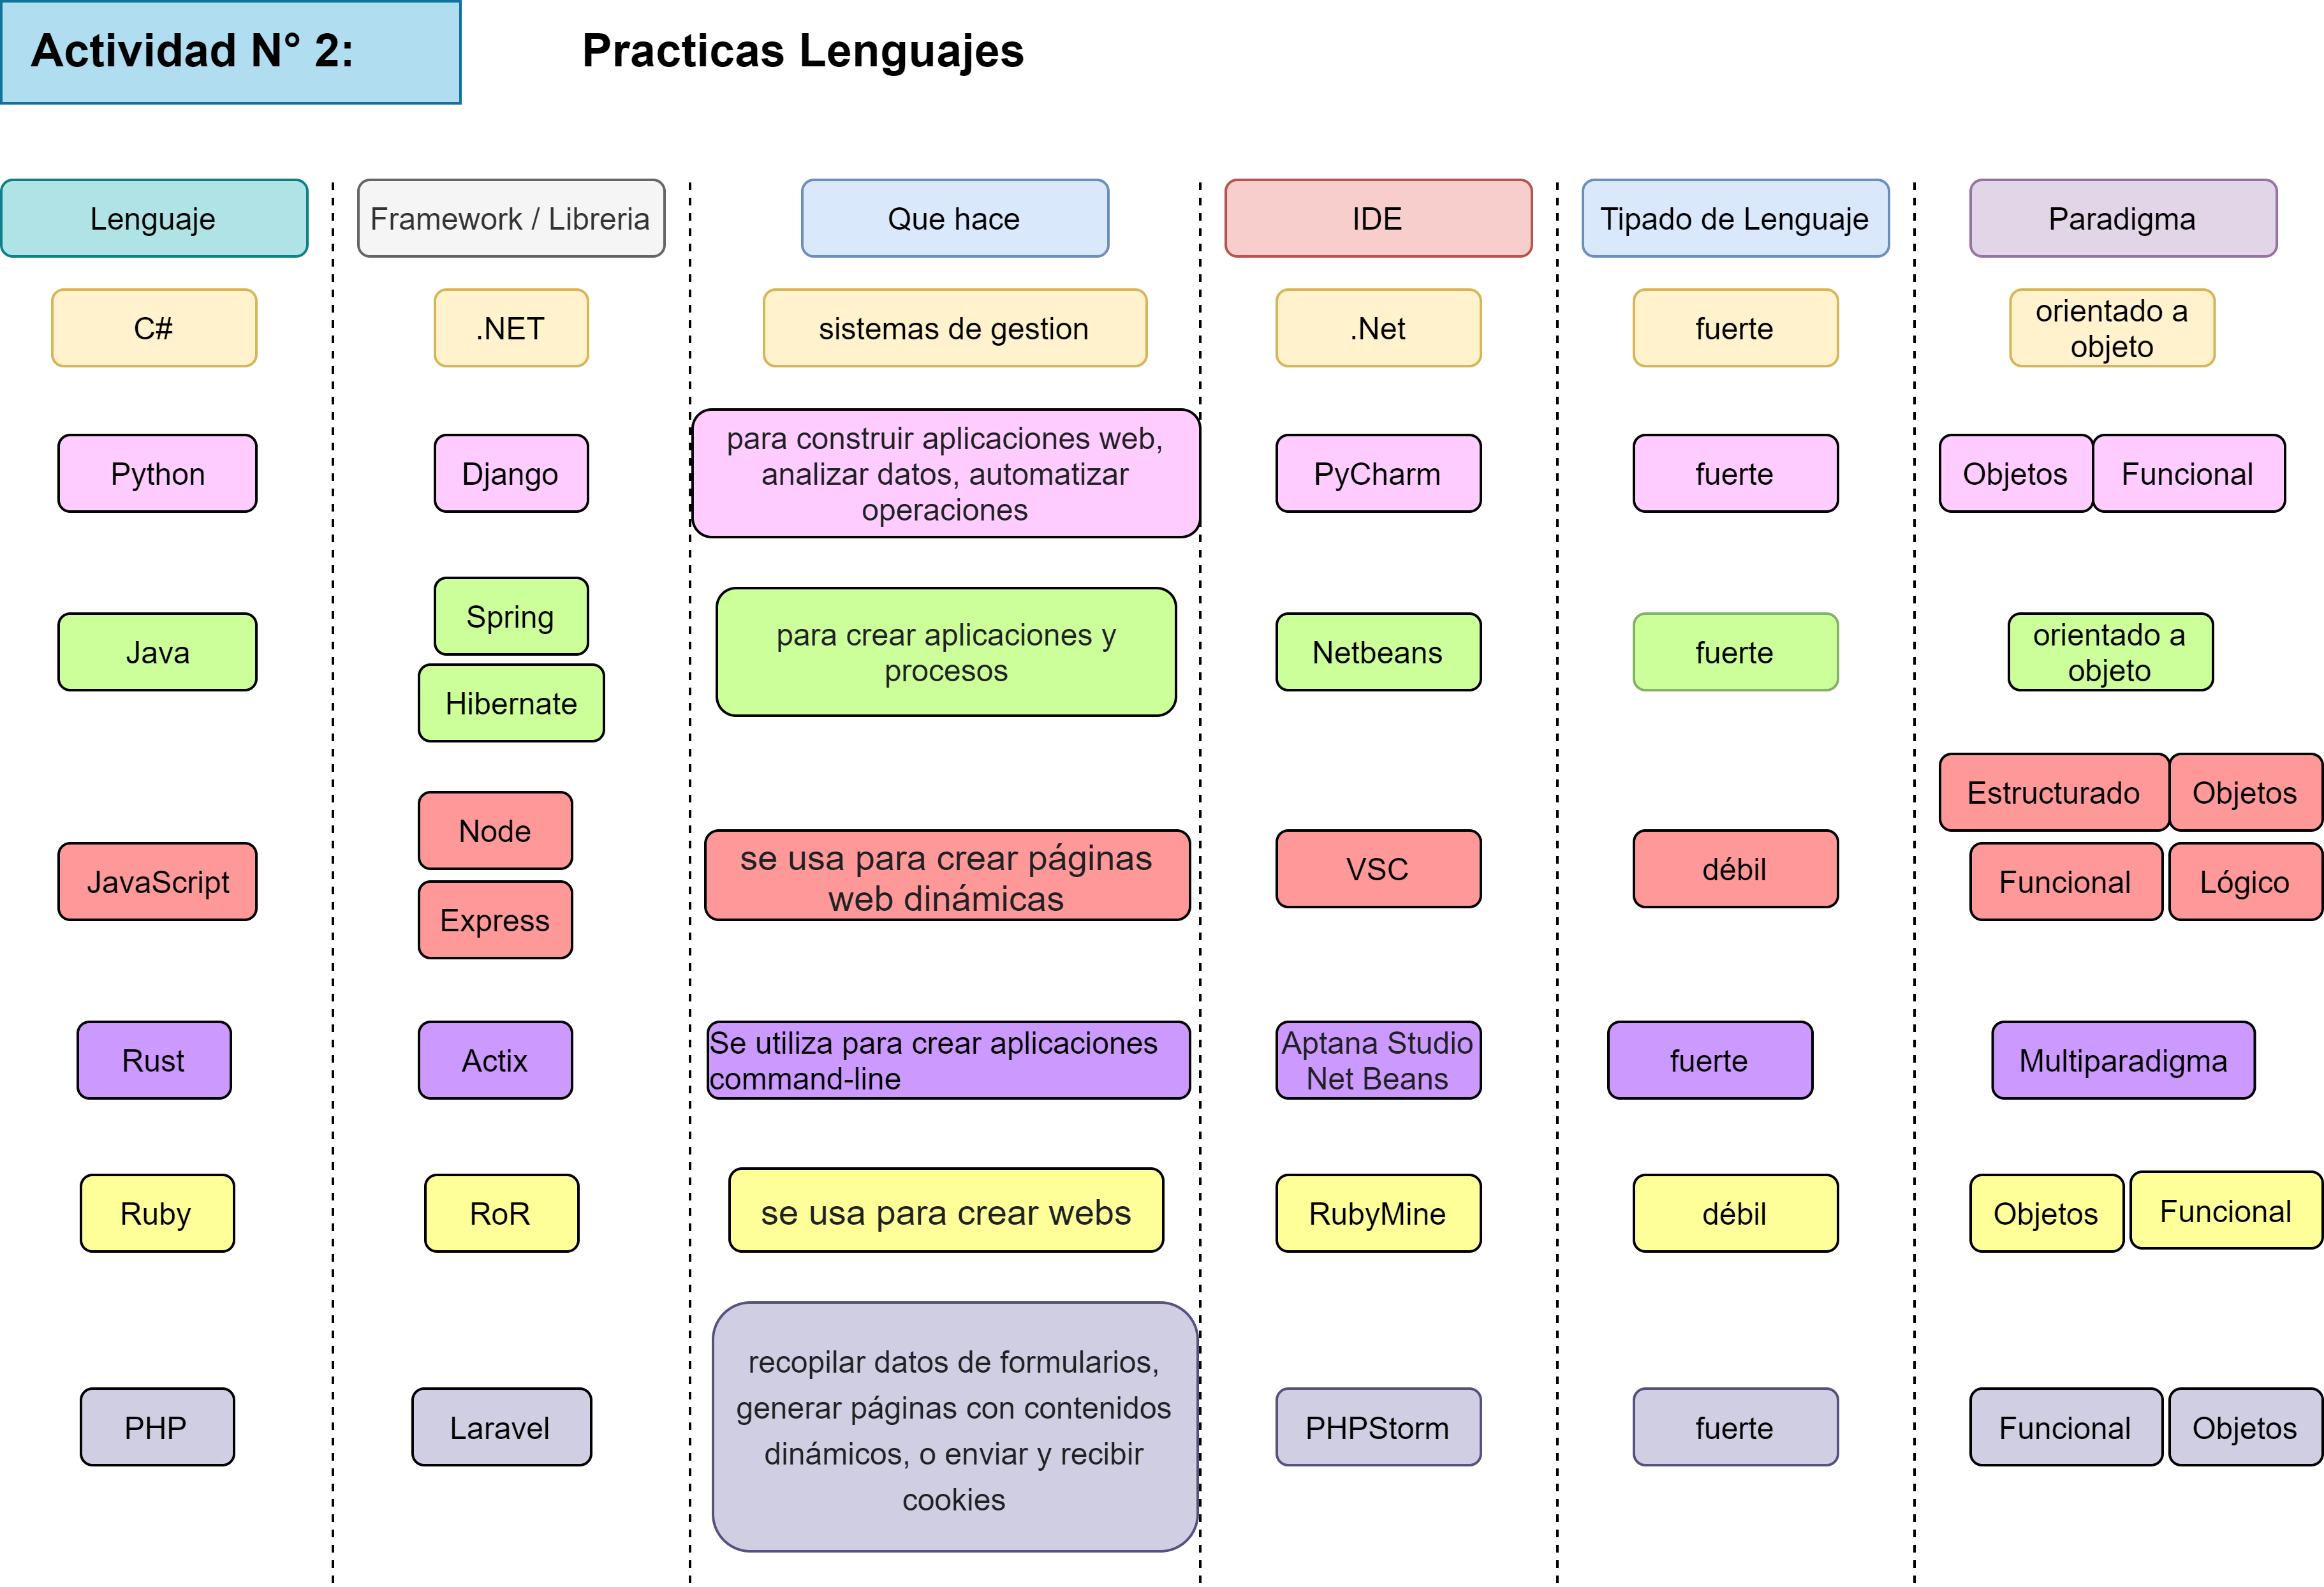 Actividad N° 2:
Practicas Lenguajes
Lenguaje
Framework / Libreria
Que hace
IDE
Tipado de Lenguaje
Paradigma
C#
.NET
sistemas de gestion
.Net
fuerte
orientado a
objeto
Python
Django
para construir aplicaciones web,
analizar datos, automatizar
operaciones
PyCharm
fuerte
Objetos
Funcional
Java
Spring
Hibernate
para crear aplicaciones y
procesos
Netbeans
fuerte
orientado a
objeto
JavaScript
Node
Express
se usa para crear páginas
web dinámicas
VSC
débil
Estructurado
Objetos
Funcional
Lógico
Rust
Actix
Se utiliza para crear aplicaciones
command-line
Aptana Studio
Net Beans
fuerte
Multiparadigma
Ruby
RoR
se usa para crear webs
RubyMine
débil
Objetos
Funcional
PHP
Laravel
recopilar datos de formularios,
generar páginas con contenidos
dinámicos, o enviar y recibir
cookies
PHPStorm
fuerte
Funcional
Objetos